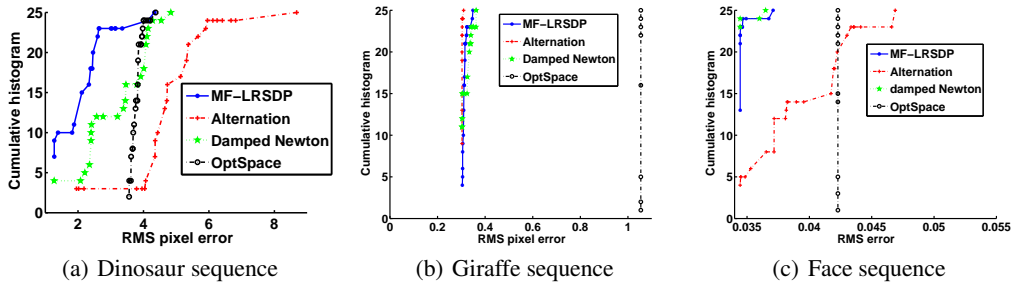 25
20
15
10
5
0
Cumulative histogram
2 4 6 8
RMS pixel error
MF−LRSDP
Alternation
Damped Newton
OptSpace
(a) Dinosaur sequence
25
20
15
10
5
0
Cumulative histogram
0 0.2 0.4 0.6 0.8 1
RMS pixel error
MF−LRSDP
Alternation
Damped Newton
OptSpace
(b) Giraffe sequence
25
20
15
10
5
0
Cumulative histogram
0.035 0.04 0.045 0.05 0.055
RMS error
MF−LRSDP
Alternation
damped Newton
OptSpace
(c) Face sequence